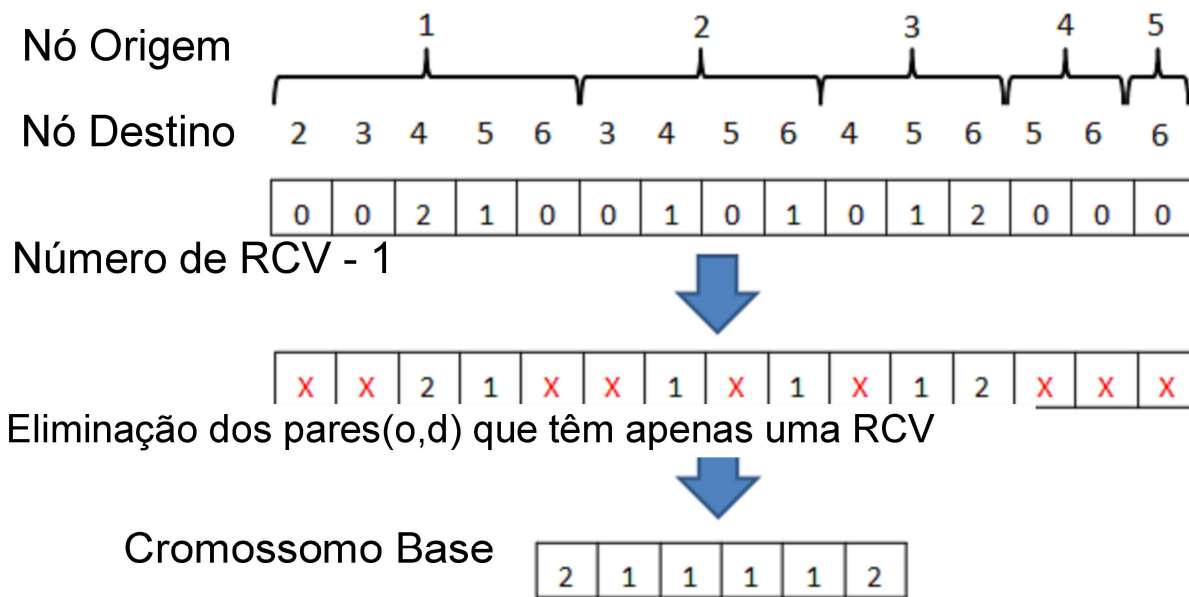 1 2 3 4 5
Nó Origem
Nó Destino 2 3 4 5 6 3 4 5 6 4 5 6 5 6 6
0 0 2 1 0 0 1 0 1 0 1 2 0 0 0
Número de RCV - 1
X X 2 1 X X 1 X 1 X 1 2 X X X
Eliminação dos pares(o,d) que têm apenas uma RCV
Cromossomo Base 2 1 1 1 1 2